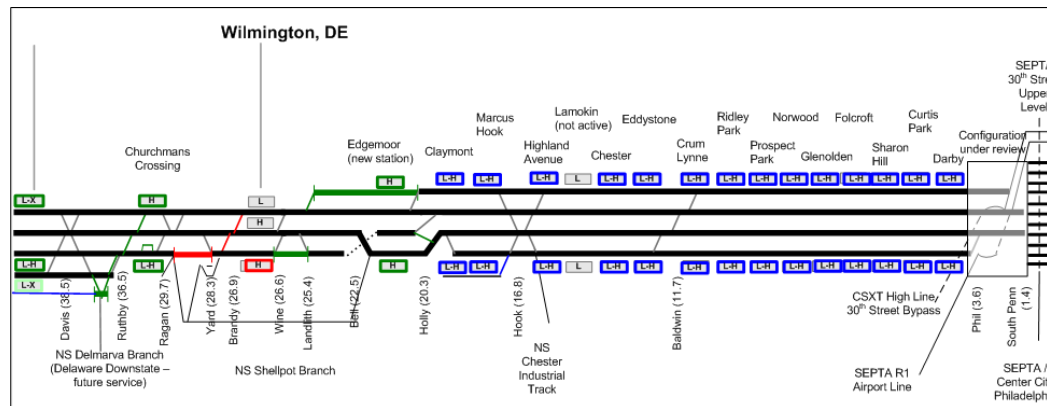 Wilmington, DE
SEPTA
30th Stre
Upper
Level
Marcus
Hook
Lamokin
(not active)
Eddystone
Ridley
Park
Norwood
Folcroft
Curtis
Park
Configuration
under review
Churchmans
Crossing
Edgemoor
(new station)
Claymont
Highland
Avenue
Chester
Crum
Lynne
Prospect
Park
Glenolden
Sharon
Hill
Darby
H L-H L-H L-H L L-H L-H L-H L-H L-H L-H L-H L-H L-H
L-X H L
H
L-H L-H H L-H L-H L-H L L-H L-H L-H L-H L-H L-H L-H L-H L-H
L-X
L
Davis (38.5)
Ruthby (36.5)
Ragan (29.7)
Yard (28.3)
Brandy (26.9)
Wine (26.6)
Landlith (25.4)
Bell (22.5)
Holly (20.3)
Hook (16.8)
Baldwin (11.7)
Phil (3.6)
South Penn
(1.4)
CSXT High Line
30th Street Bypass
NS Delmarva Branch
(Delaware Downstate –
future service)
NS Shellpot Branch
NS
Chester
Industrial
Track
SEPTA R1
Airport Line
SEPTA /
Center Cit
Philadelph